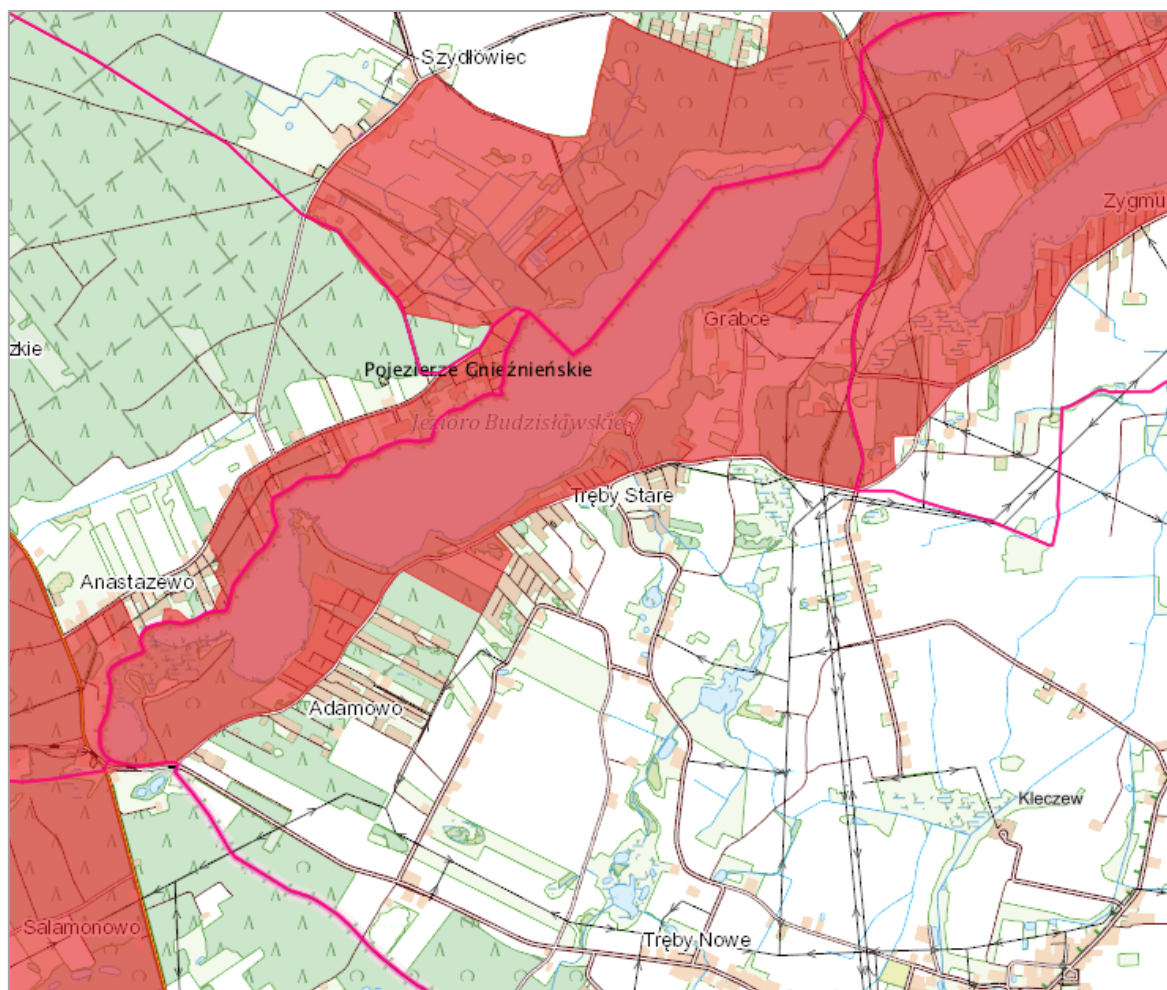 Szydłowiec
Zygmu
Grabce
zkie
Pojezierze Gnieźnieńskie
Jezioro Budzisławskie
Tręby Stare
Anastazewo
Adamowo
Kleczew
Salamonowo
Tręby Nowe